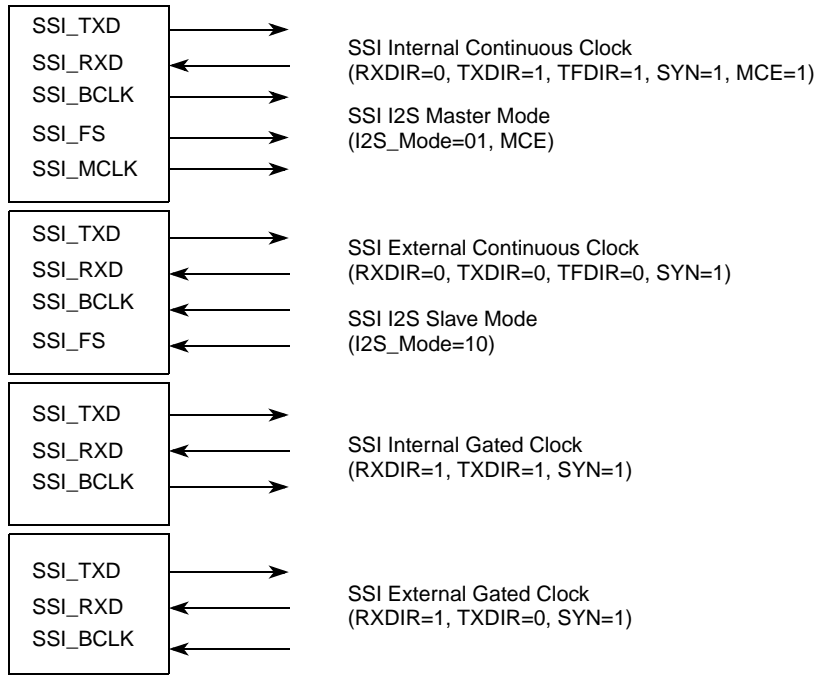 SSI_TXD
SSI_RXD
SSI_BCLK
SSI_FS
SSI_MCLK
SSI Internal Continuous Clock
(RXDIR=0, TXDIR=1, TFDIR=1, SYN=1, MCE=1)
SSI I2S Master Mode
(I2S_Mode=01, MCE)
SSI_TXD
SSI_RXD
SSI_BCLK
SSI_FS
SSI External Continuous Clock
(RXDIR=0, TXDIR=0, TFDIR=0, SYN=1)
SSI I2S Slave Mode
(I2S_Mode=10)
SSI_TXD
SSI_RXD
SSI_BCLK
SSI Internal Gated Clock
(RXDIR=1, TXDIR=1, SYN=1)
SSI_TXD
SSI_RXD
SSI_BCLK
SSI External Gated Clock
(RXDIR=1, TXDIR=0, SYN=1)